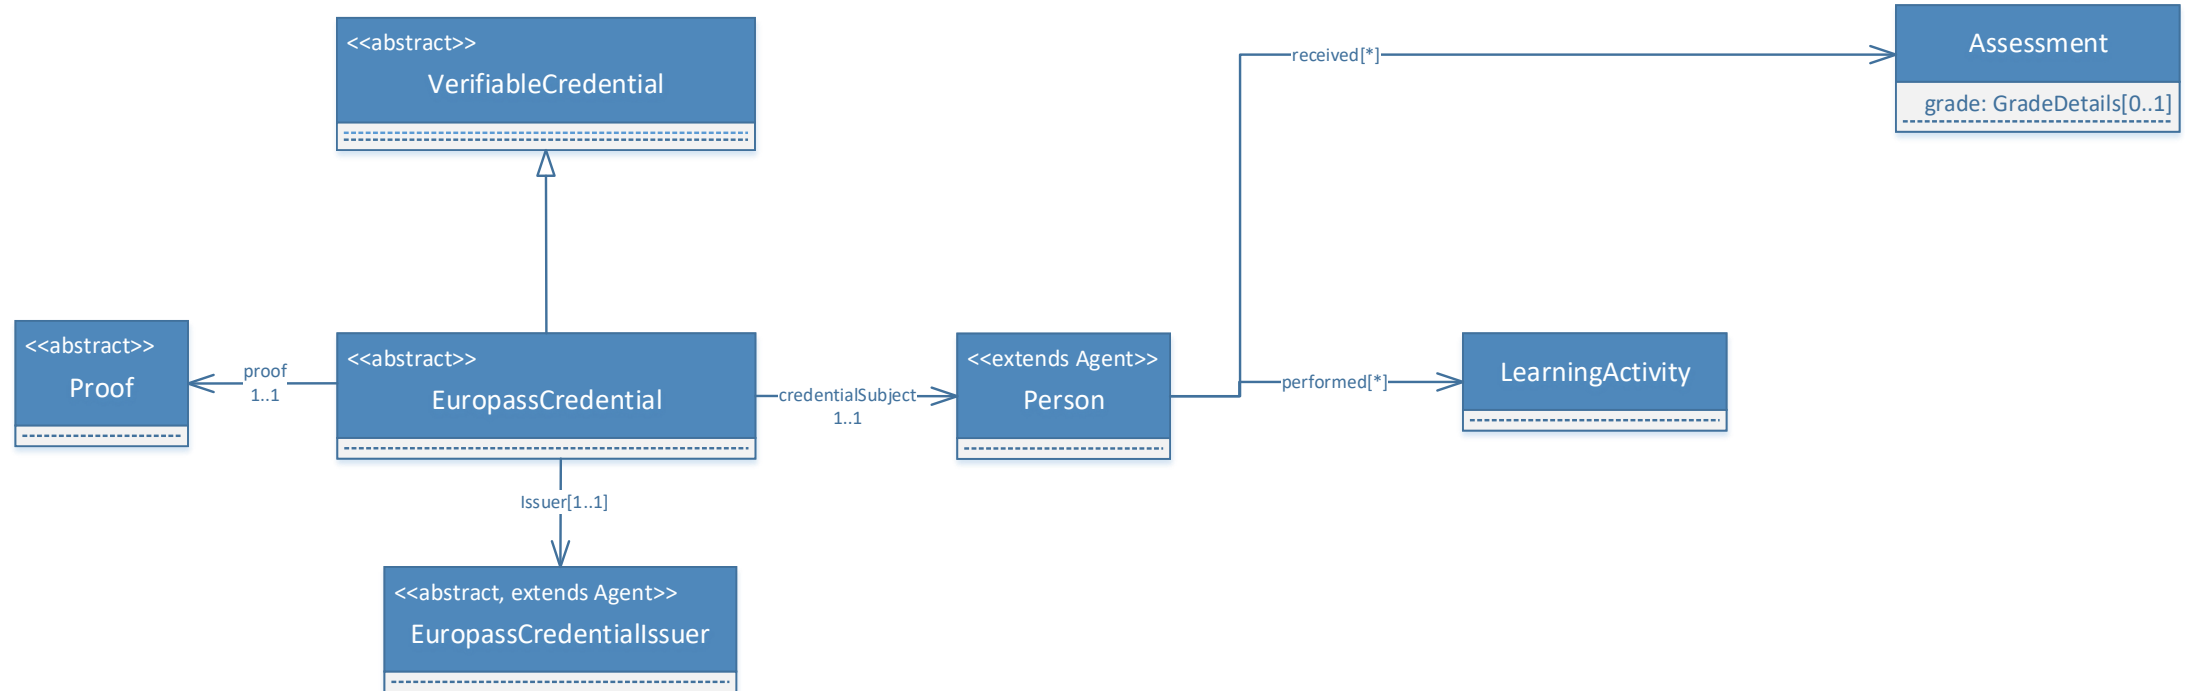 <<abstract>>
VerifiableCredential
received[*]
Assessment
grade: GradeDetails[0..1]
<<abstract>>
Proof
proof
1..1
<<abstract>>
EuropassCredential
credentialSubject
1..1
<<extends Agent>>
Person
performed[*]
LearningActivity
Issuer[1..1]
<<abstract, extends Agent>>
EuropassCredentialIssuer